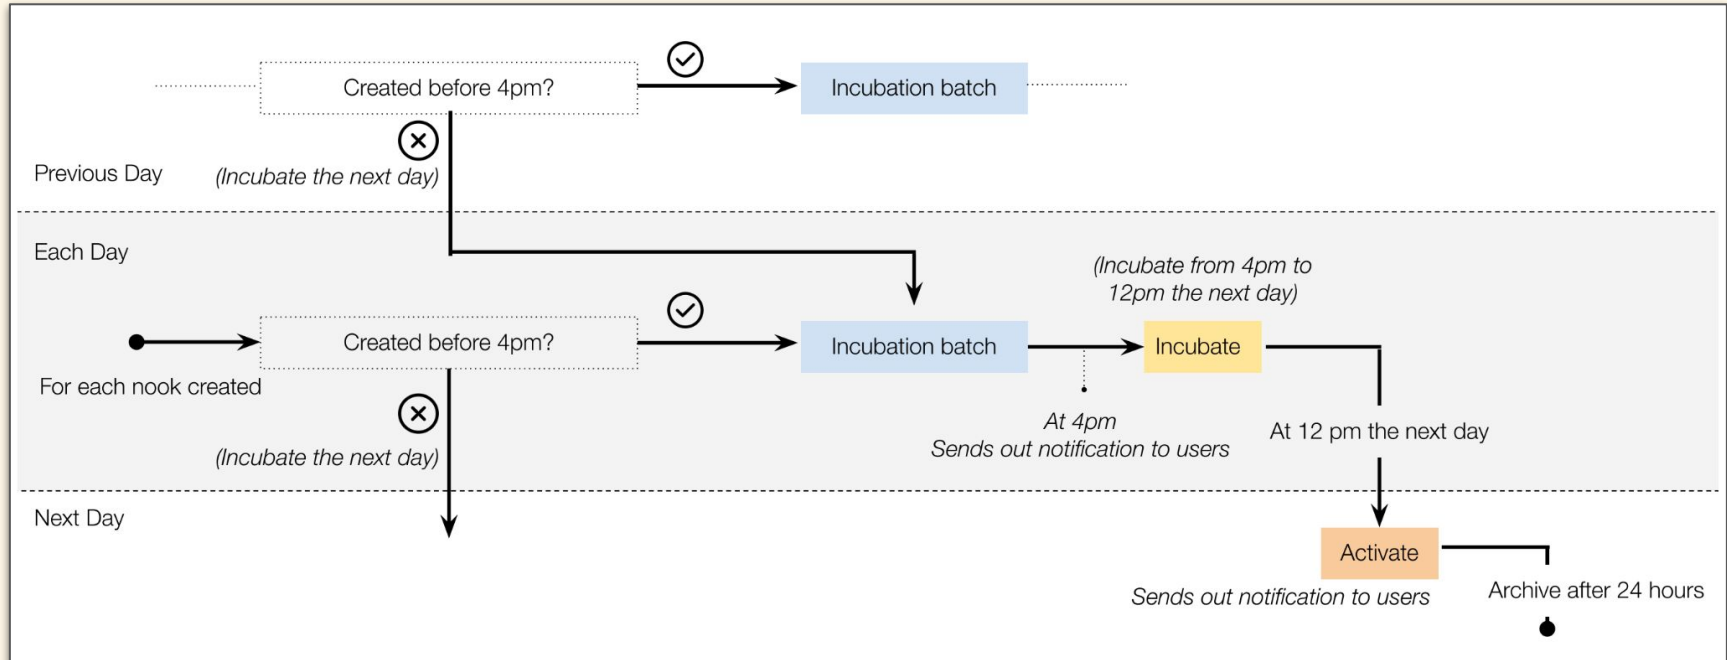 Created before 4pm?
Incubation batch
Previous Day
(Incubate the next day)
Each Day
(Incubate from 4pm to
12pm the next day)
Created before 4pm?
Incubation batch
Incubate
For each nook created
At 4pm
Sends out notification to users
At 12 pm the next day
(Incubate the next day)
Next Day
Activate
Sends out notification to users
Archive after 24 hours